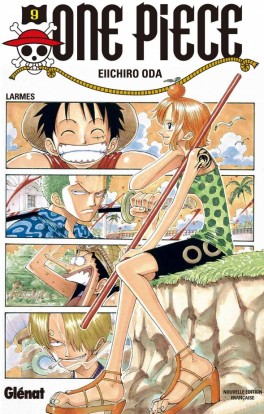 9
ONE PIECE
EIICHIRO ODA
LARMES
Glénat
NOUVELLE ÉDITION
FRANÇAISE